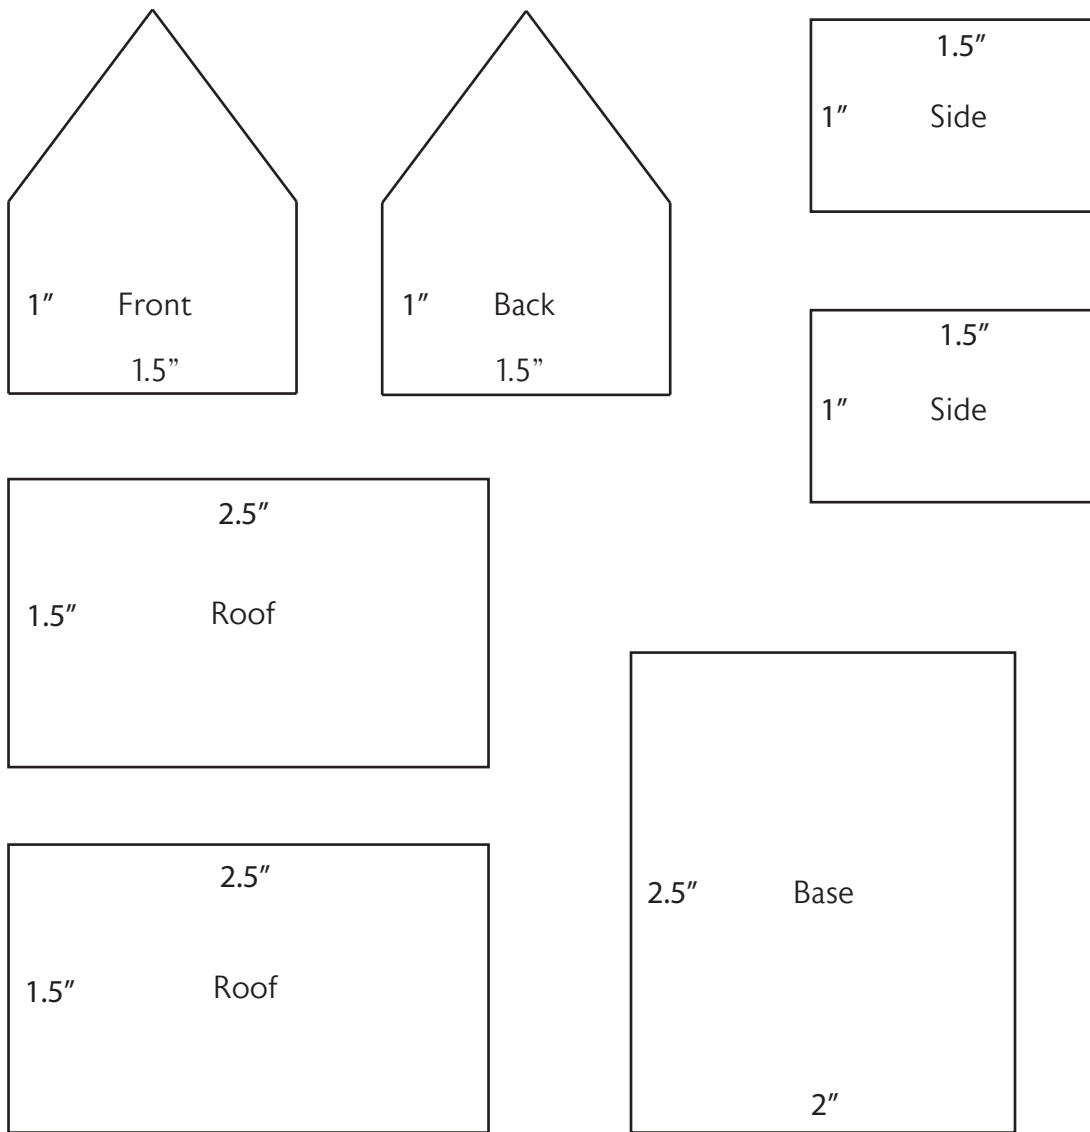 1″ Front
1.5”
1″ Back
1.5”
1.5″
1″ Side
1.5″
1″ Side
2.5″
1.5″ Roof
2.5″
1.5″ Roof
2.5″ Base
2″